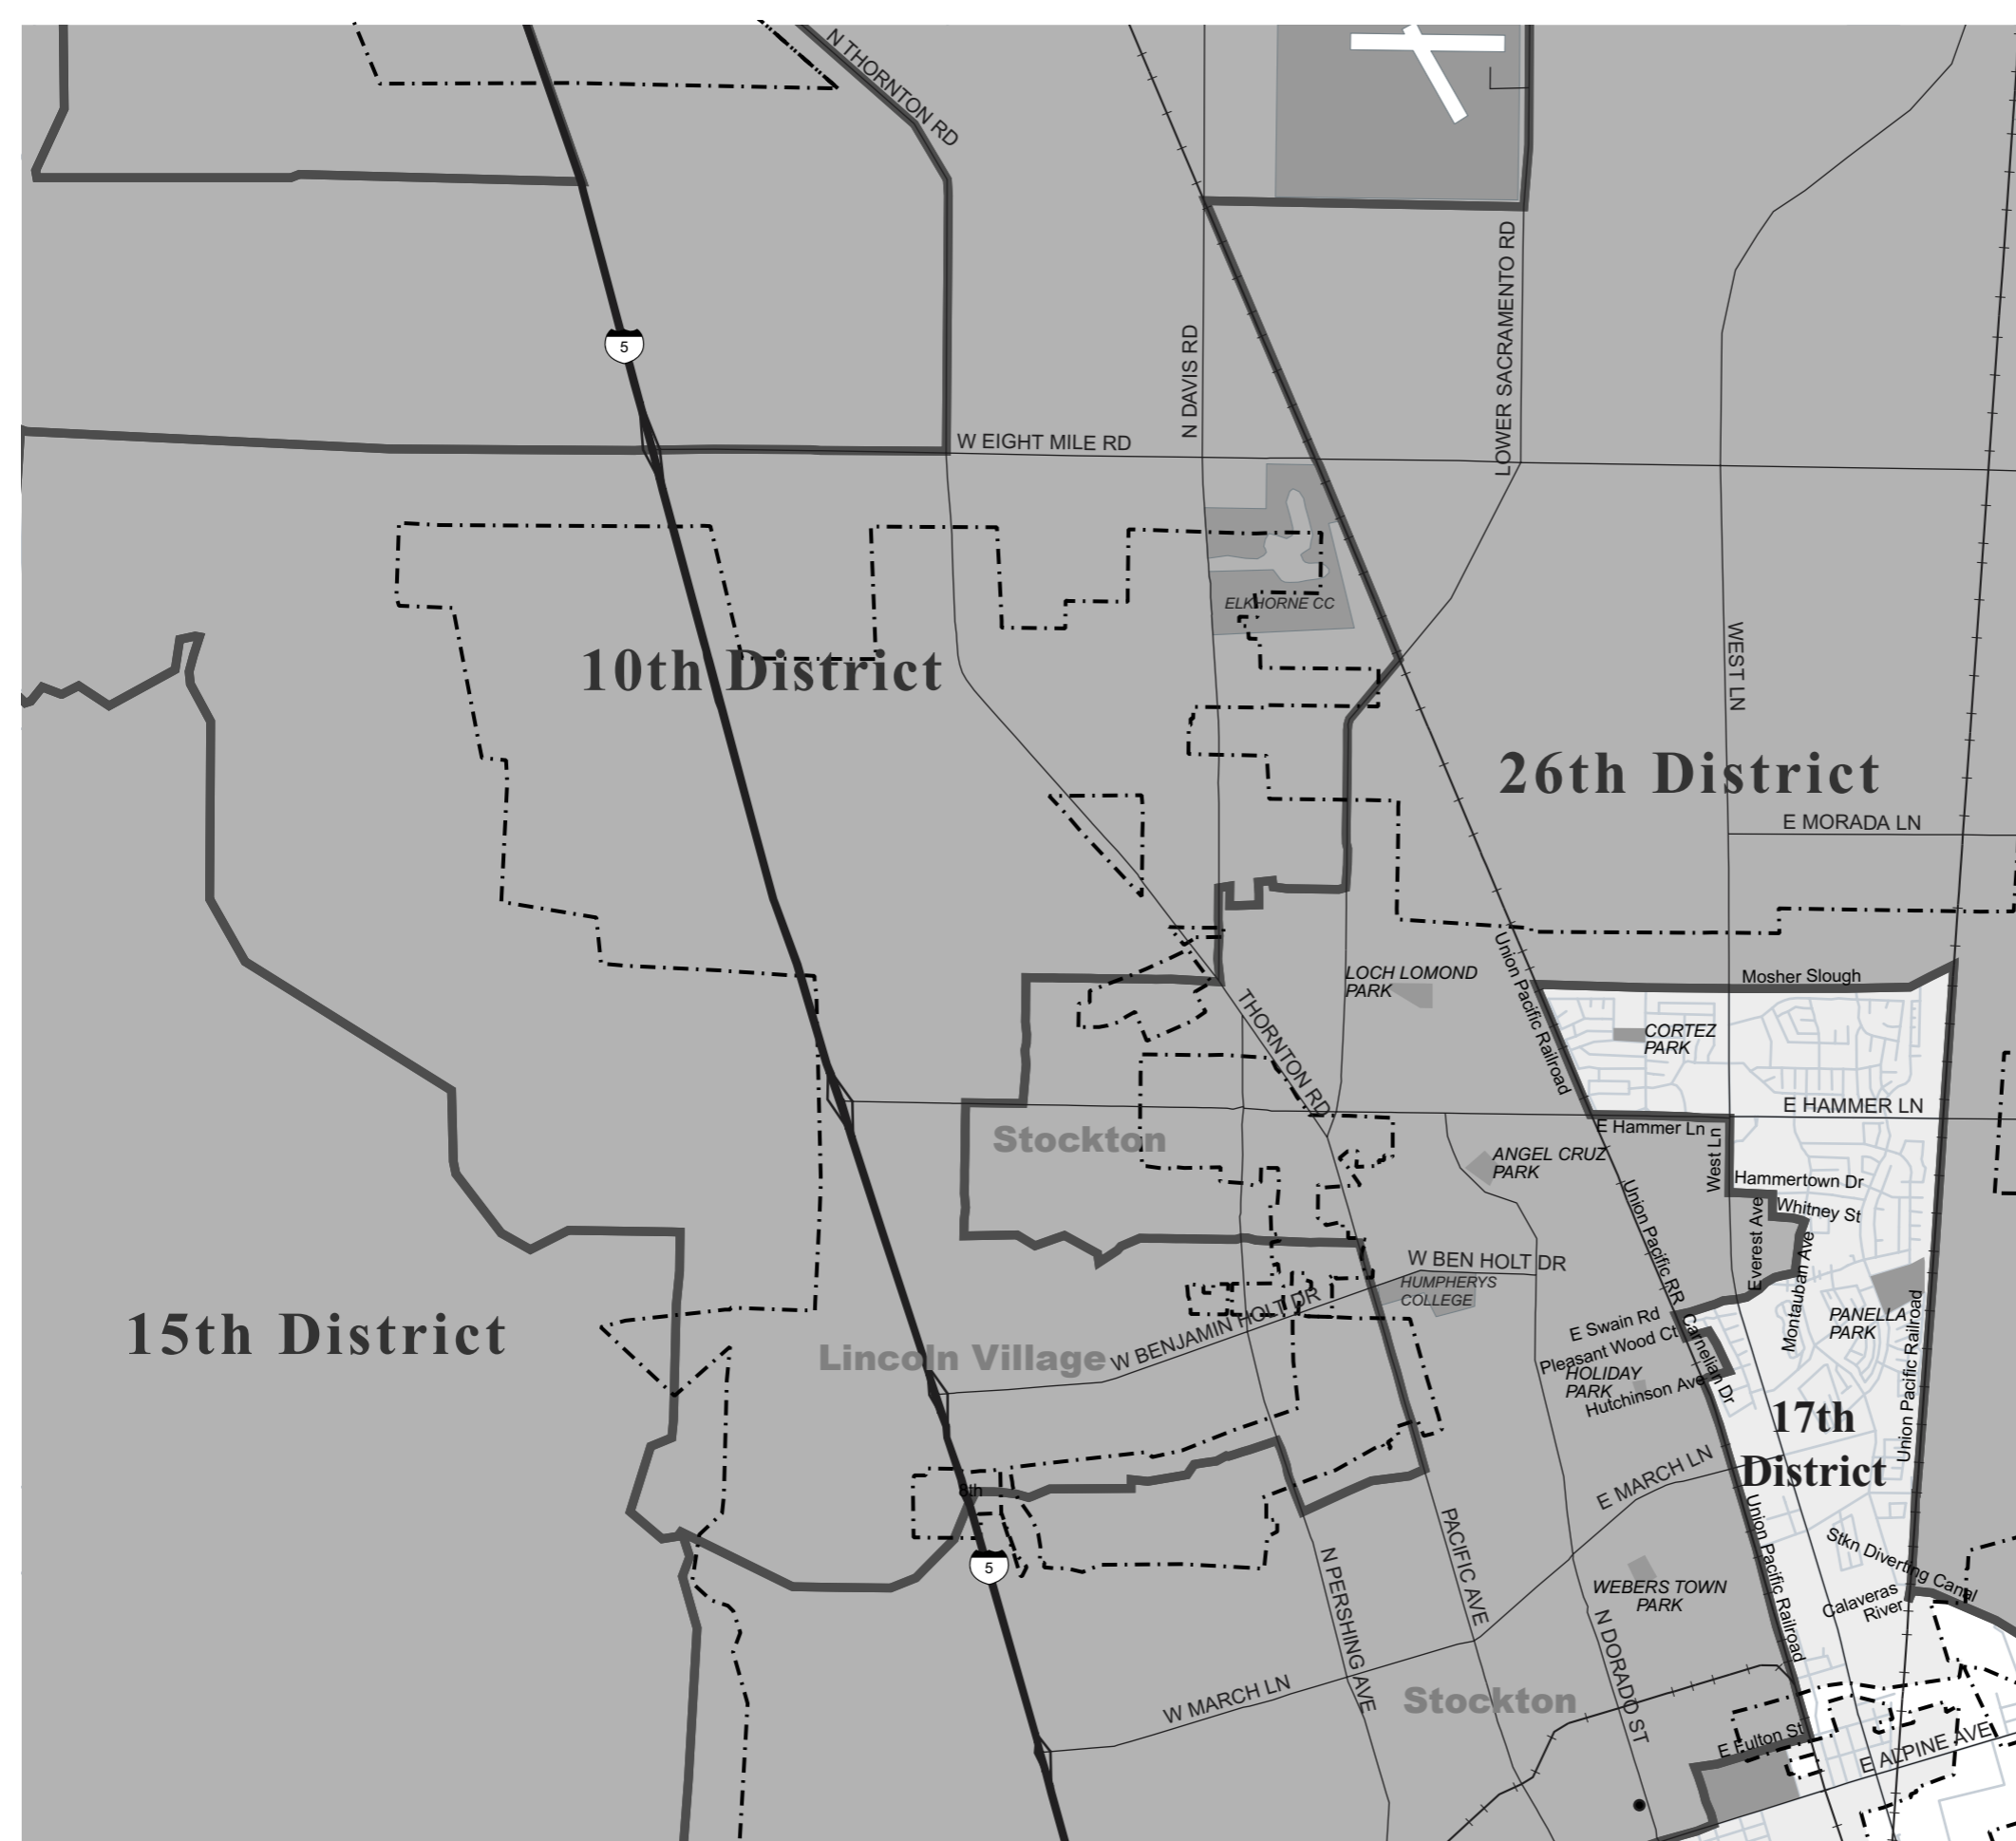 N THORNTON RD
LOWER SACRAMENTO RD
5
N DAVIS RD
W EIGHT MILE RD
ELKHORNE CC
WEST LN
10th District
26th District
E MORADA LN
Union Pacific Railroad
LOCH LOMOND
PARK
Mosher Slough
THORNTON RD
CORTEZ
PARK
E HAMMER LN
E Hammer Ln
Stockton
West Ln
ANGEL CRUZ
PARK
Hammertown Dr
Whitney St
Everest Ave
Montauban Ave
Union Pacific RR
W BEN HOLT DR
HUMPHERYS
COLLEGE
PANELLA
PARK
Union Pacific Railroad
15th District
E Swain Rd
Pleasant Wood Ct
Carnelian Dr
Lincoln Village
W BENJAMIN HOLT DR
HOLIDAY
PARK
Hutchinson Ave
17th
District
E MARCH LN
8th
5
Union Pacific Railroad
PACIFIC AVE
N PERSHING AVE
Stkn Diverting Canal
WEBERS TOWN
PARK
Calaveras
River
N DORADO ST
W MARCH LN
Stockton
E Fulton St
E ALPINE AVE